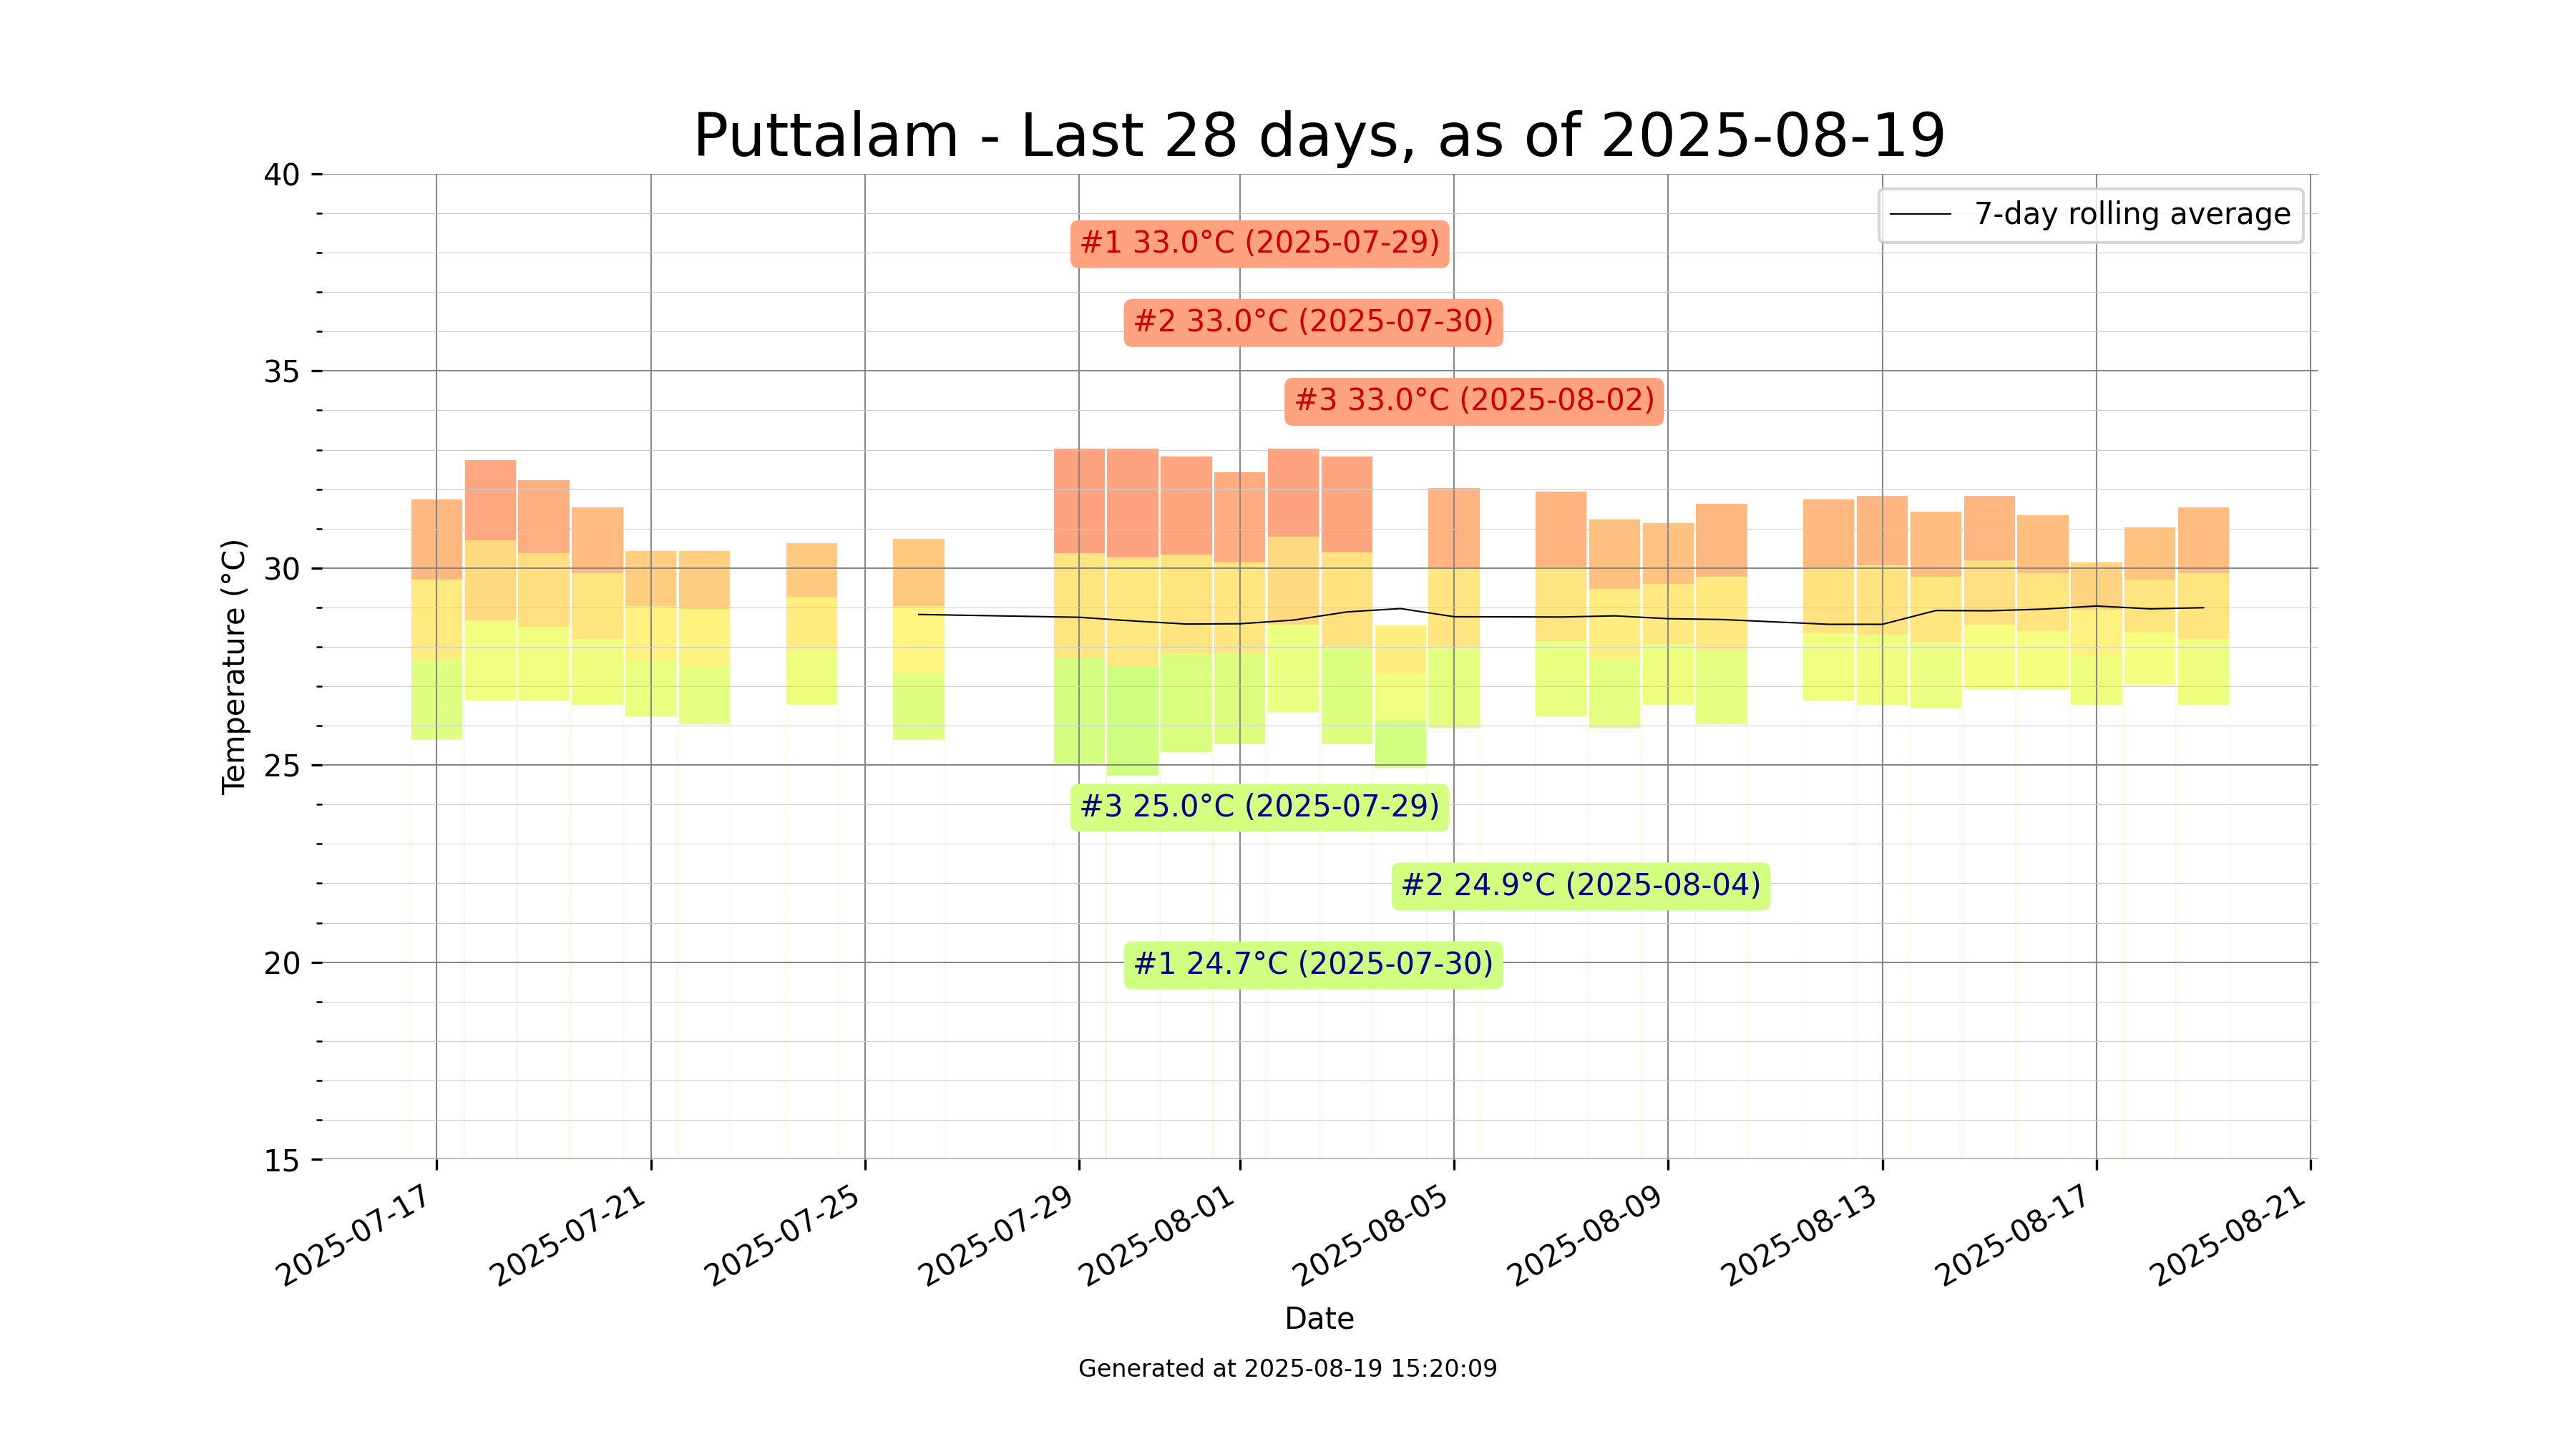 Puttalam - Last 28 days, as of 2025-08-19
40
35
30
25
20
15
Temperature (°C)
7-day rolling average
#1 33.0°C (2025-07-29)
#2 33.0°C (2025-07-30)
#3 33.0°C (2025-08-02)
#3 25.0°C (2025-07-29)
#2 24.9°C (2025-08-04)
#1 24.7°C (2025-07-30)
2025-07-17
2025-07-21
2025-07-25
2025-07-29
2025-08-01
2025-08-05
2025-08-09
2025-08-13
2025-08-17
2025-08-21
Date
Generated at 2025-08-19 15:20:09